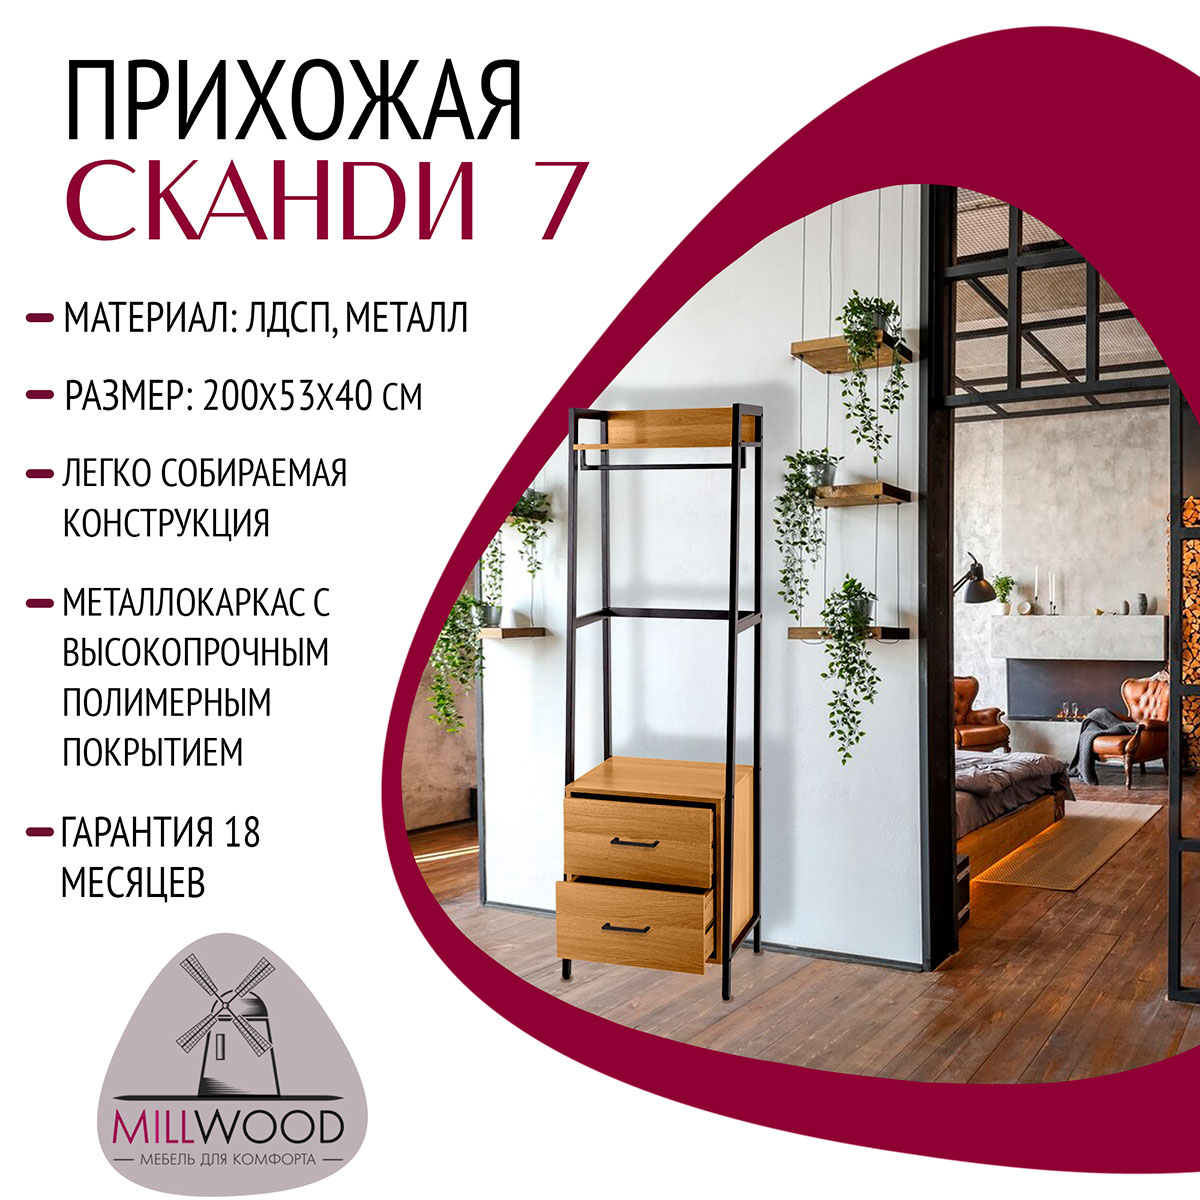 ПРИХОЖАЯ
СКАНДИ 7
МАТЕРИАЛ: ЛДСП, МЕТАЛЛ
РАЗМЕР: 200Х53Х40 СМ
ЛЕГКО СОБИРАЕМАЯ
КОНСТРУКЦИЯ
МЕТАЛЛОКАРКАС С
ВЫСОКОПРОЧНЫМ
ПОЛИМЕРНЫМ
ПОКРЫТИЕМ
ГАРАНТИЯ 18
МЕСЯЦЕВ
MILLWOOD
МЕБЕЛЬ ДЛЯ КОМФОРТА